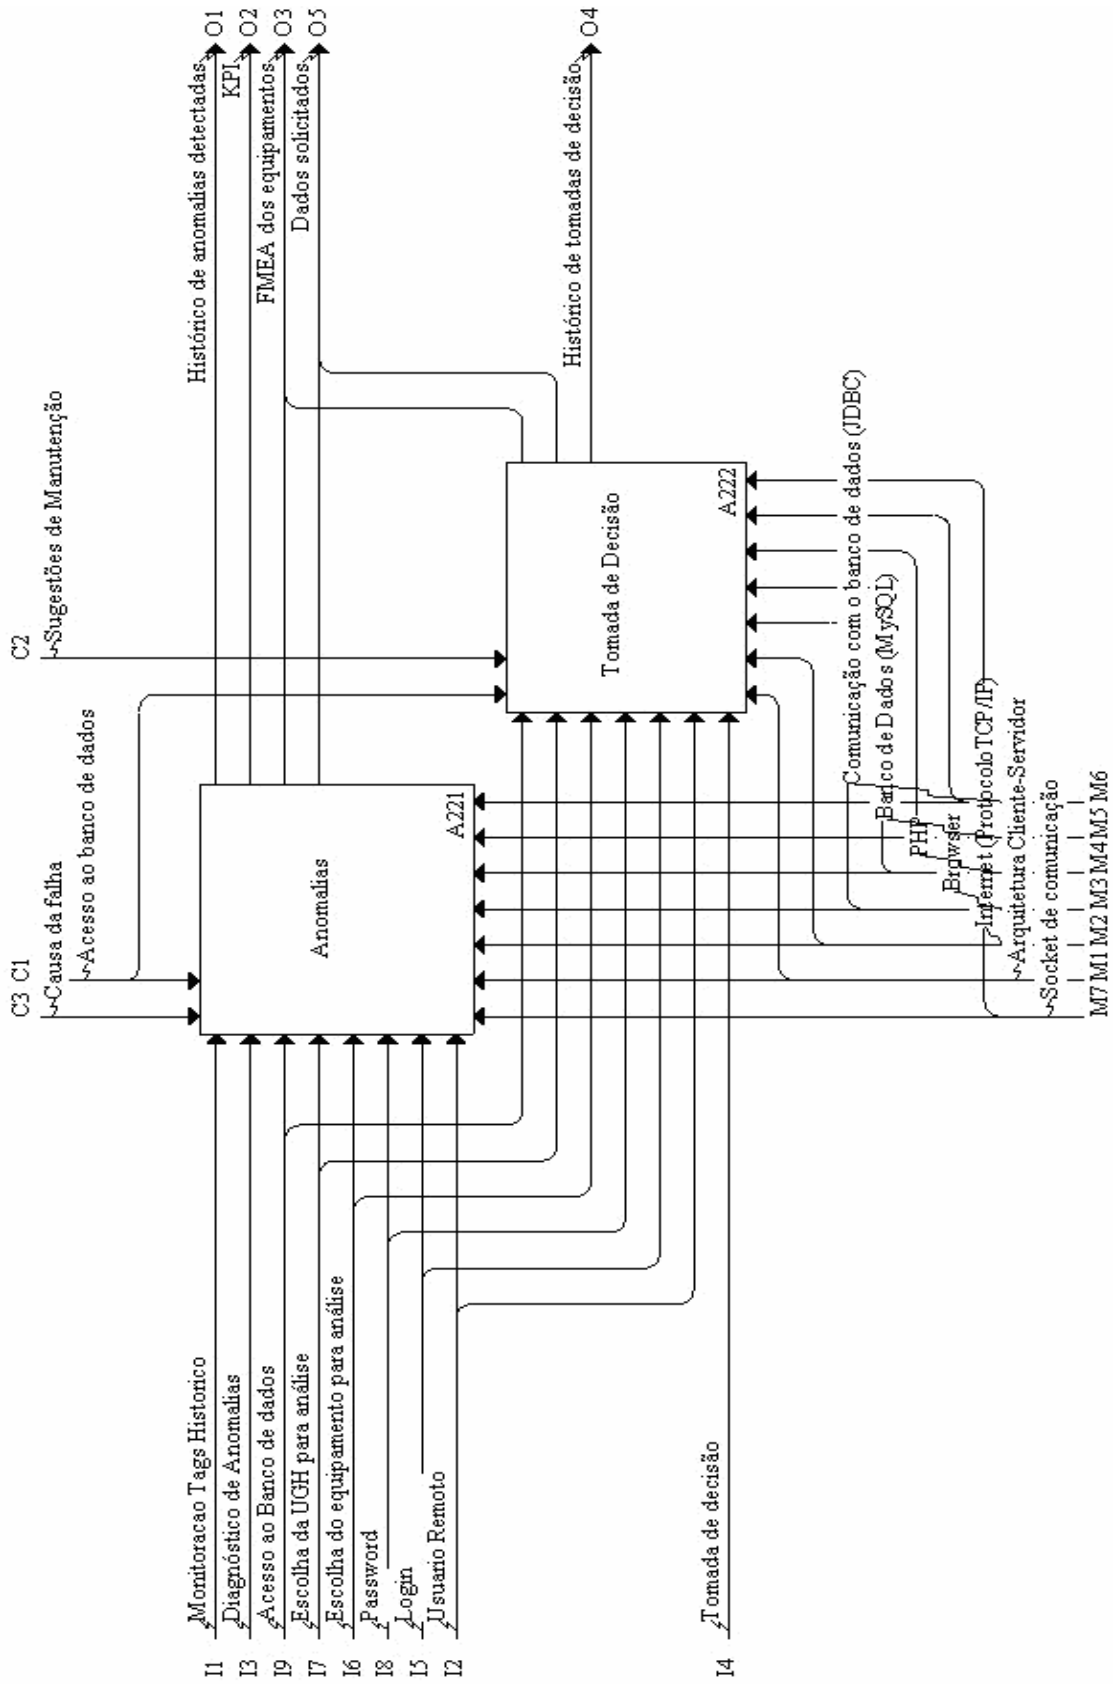 C3 C1
C2
Causa da falha
Acesso ao banco de dados
Sugestões de Manutenção
I1
Monitoracao Tags Historico
I3
Diagnóstico de Anomalias
I9
Acesso ao Banco de dados
I7
Escolha da UGH para análise
I6
Escolha do equipamento para análise
I8
Password
I5
Login
I2
Usuario Remoto
I4
Tomada de decisão
Anomalias
A221
Tomada de Decisão
A222
Histórico de anomalias detectadas
O1
KPI
O2
FMEA dos equipamentos
O3
Dados solicitados
O5
Histórico de tomadas de decisão
O4
Comunicação com o banco de dados (JDBC)
Banco de Dados (MySQL)
PHP
Browser
Internet (Protocolo TCP/IP)
Arquitetura Cliente-Servidor
Socket de comunicação
M7 M1 M2 M3 M4 M5 M6